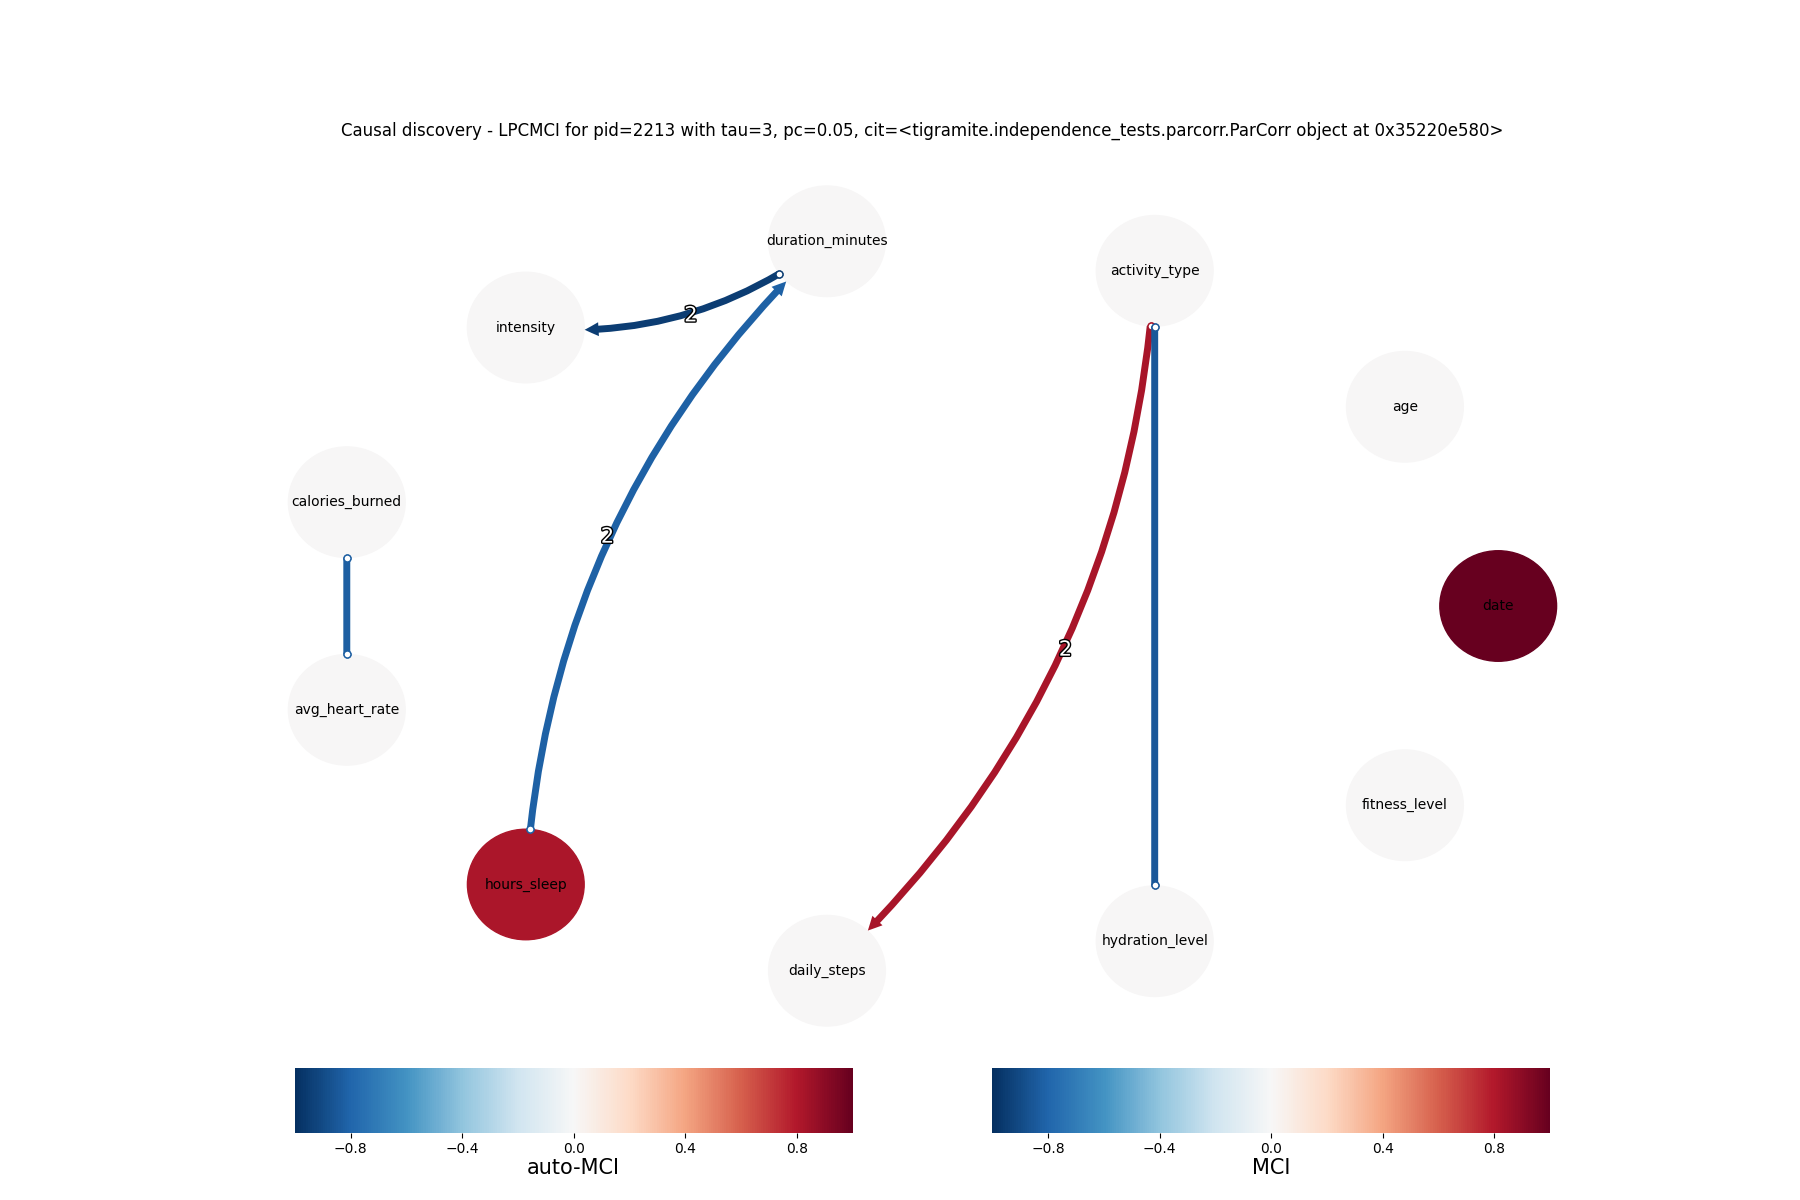 Causal discovery - LPCMCI for pid=2213 with tau=3, pc=0.05, cit=<tigramite.independence_tests.parcorr.ParCorr object at 0x35220e580>
duration_minutes
activity_type
intensity
2
age
calories_burned
2
date
2
avg_heart_rate
fitness_level
hours_sleep
hydration_level
daily_steps
−0.8 −0.4 0.0 0.4 0.8
auto-MCI
−0.8 −0.4 0.0 0.4 0.8
MCI